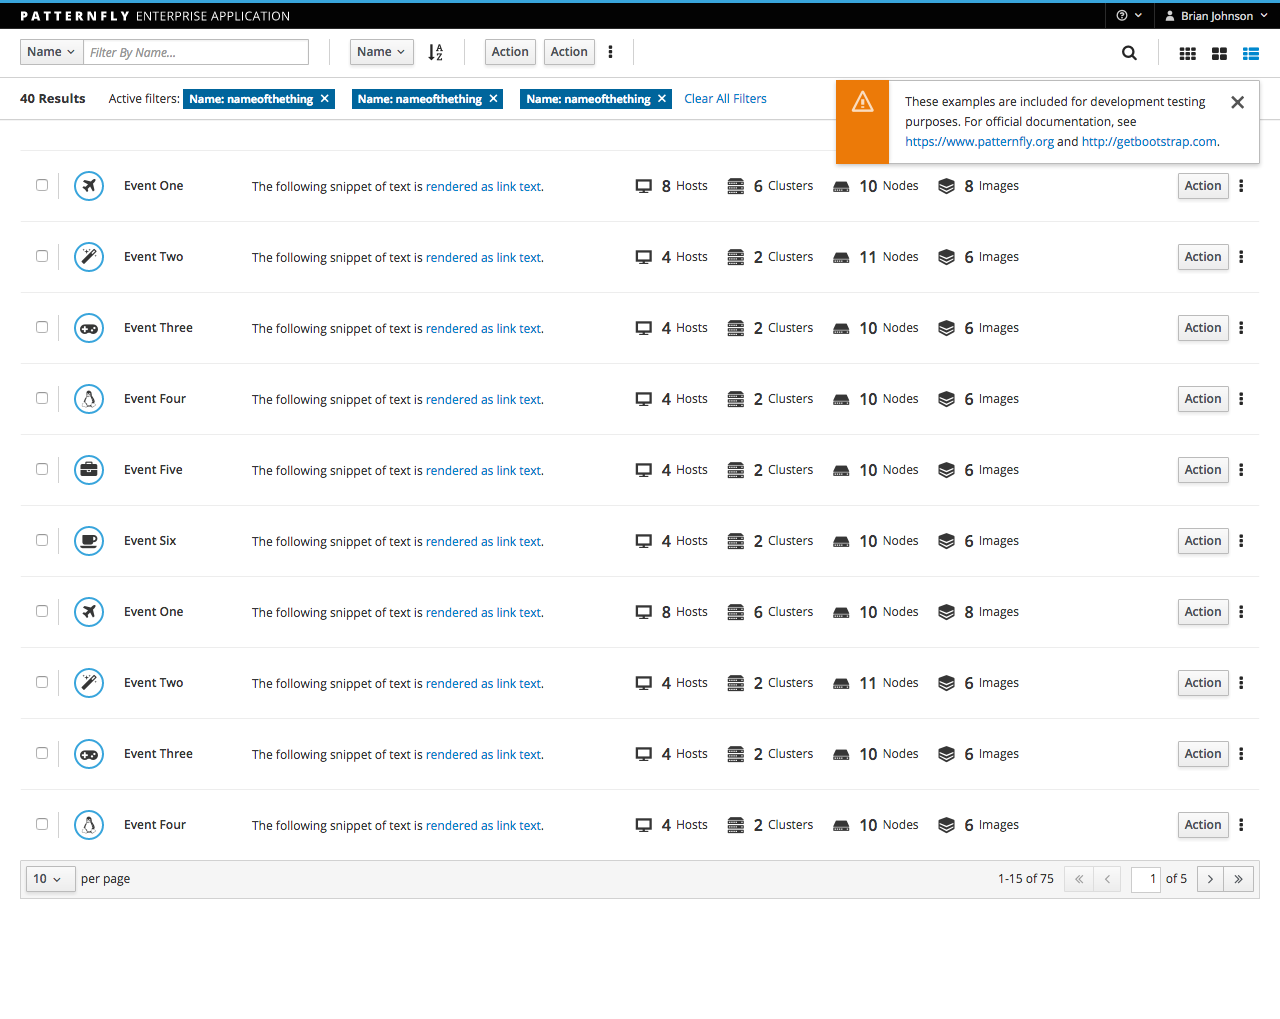 PATTERNFLY ENTERPRISE APPLICATION
Brian Johnson
Name Filter By Name... Name Action Action
40 Results Active filters: Name: nameofthething Name: nameofthething Name: nameofthething Clear All Filters
These examples are included for development testing
purposes. For official documentation, see
https://www.patternfly.org and http://getbootstrap.com.
Event One The following snippet of text is rendered as link text. 8 Hosts 6 Clusters 10 Nodes 8 Images Action
Event Two The following snippet of text is rendered as link text. 4 Hosts 2 Clusters 11 Nodes 6 Images Action
Event Three The following snippet of text is rendered as link text. 4 Hosts 2 Clusters 10 Nodes 6 Images Action
Event Four The following snippet of text is rendered as link text. 4 Hosts 2 Clusters 10 Nodes 6 Images Action
Event Five The following snippet of text is rendered as link text. 4 Hosts 2 Clusters 10 Nodes 6 Images Action
Event Six The following snippet of text is rendered as link text. 4 Hosts 2 Clusters 10 Nodes 6 Images Action
Event One The following snippet of text is rendered as link text. 8 Hosts 6 Clusters 10 Nodes 8 Images Action
Event Two The following snippet of text is rendered as link text. 4 Hosts 2 Clusters 11 Nodes 6 Images Action
Event Three The following snippet of text is rendered as link text. 4 Hosts 2 Clusters 10 Nodes 6 Images Action
Event Four The following snippet of text is rendered as link text. 4 Hosts 2 Clusters 10 Nodes 6 Images Action
10 per page 1-15 of 75 1 of 5